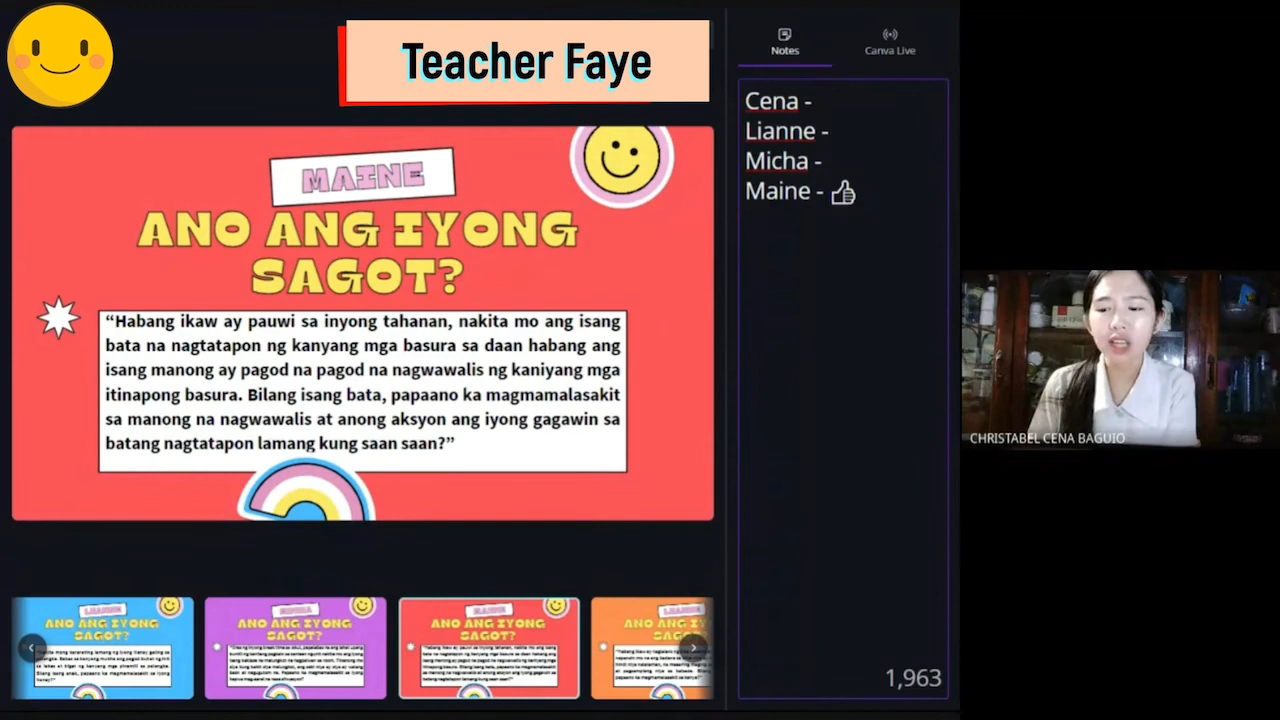 Teacher Faye
Notes
Canva Live
Cena -
Lianne -
Micha -
Maine -
1,963
MAINE
ANO ANG IYONG
SAGOT?
“Habang ikaw ay pauwi sa inyong tahanan, nakita mo ang isang
bata na nagtatapon ng kanyang mga basura sa daan habang ang
isang manong ay pagod na pagod na nagwawalis ng kaniyang mga
itinapong basura. Bilang isang bata, papaano ka magmamalasakit
sa manong na nagwawalis at anong aksyon ang iyong gagawin sa
batang nagtatapon lamang kung saan saan?”
CHRISTABEL CENA BAGUIO
ANO ANG IYONG
SAGOT?
ANO ANG IYONG
SAGOT?
MAINE
ANO ANG IYONG
SAGOT?
ANO ANG IYONG